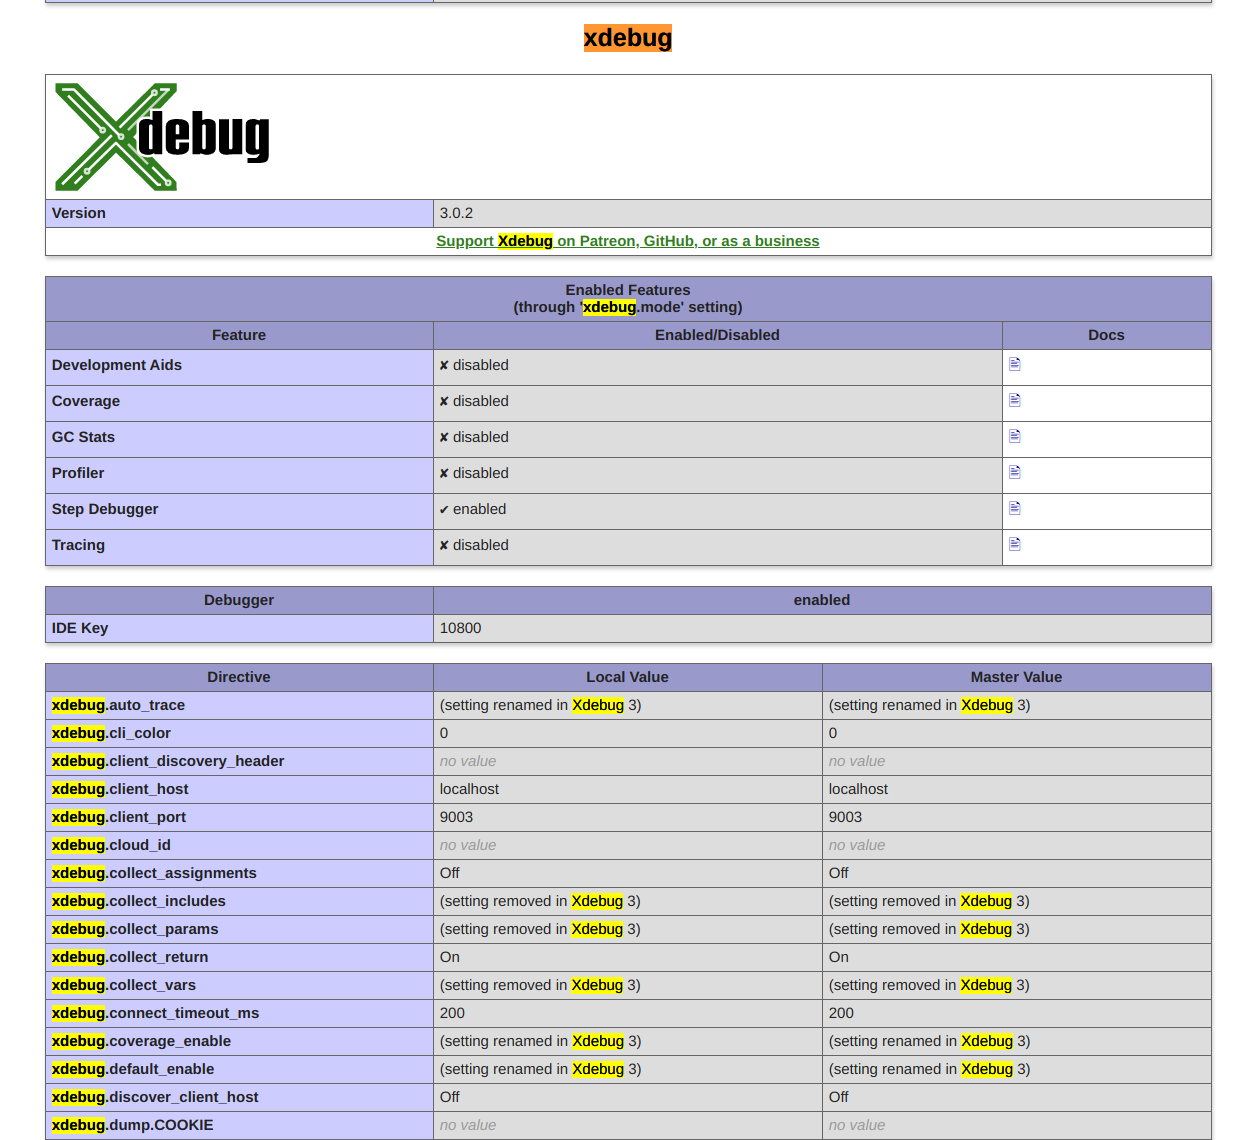 xdebug
Xdebug
Version 3.0.2
Support Xdebug on Patreon, GitHub, or as a business
Enabled Features
(through 'xdebug.mode' setting)
Feature Enabled/Disabled Docs
Development Aids ✘ disabled
Coverage ✘ disabled
GC Stats ✘ disabled
Profiler ✘ disabled
Step Debugger ✔ enabled
Tracing ✘ disabled
Debugger enabled
IDE Key 10800
Directive Local Value Master Value
xdebug.auto_trace (setting renamed in Xdebug 3) (setting renamed in Xdebug 3)
xdebug.cli_color 0 0
xdebug.client_discovery_header no value no value
xdebug.client_host localhost localhost
xdebug.client_port 9003 9003
xdebug.cloud_id no value no value
xdebug.collect_assignments Off Off
xdebug.collect_includes (setting removed in Xdebug 3) (setting removed in Xdebug 3)
xdebug.collect_params (setting removed in Xdebug 3) (setting removed in Xdebug 3)
xdebug.collect_return On On
xdebug.collect_vars (setting removed in Xdebug 3) (setting removed in Xdebug 3)
xdebug.connect_timeout_ms 200 200
xdebug.coverage_enable (setting renamed in Xdebug 3) (setting renamed in Xdebug 3)
xdebug.default_enable (setting renamed in Xdebug 3) (setting renamed in Xdebug 3)
xdebug.discover_client_host Off Off
xdebug.dump.COOKIE no value no value